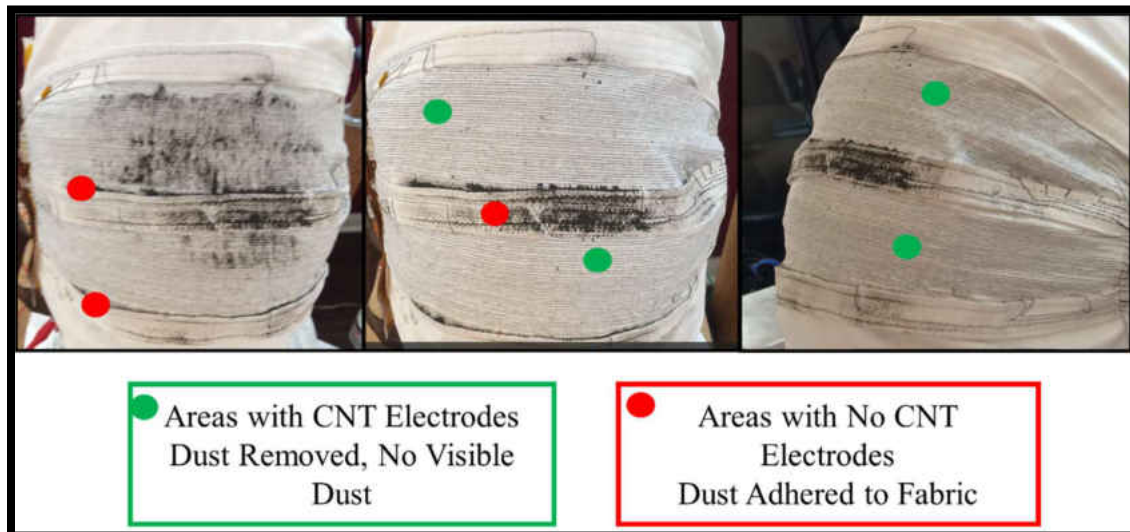 Areas with CNT Electrodes
Dust Removed, No Visible
Dust
Areas with No CNT
Electrodes
Dust Adhered to Fabric